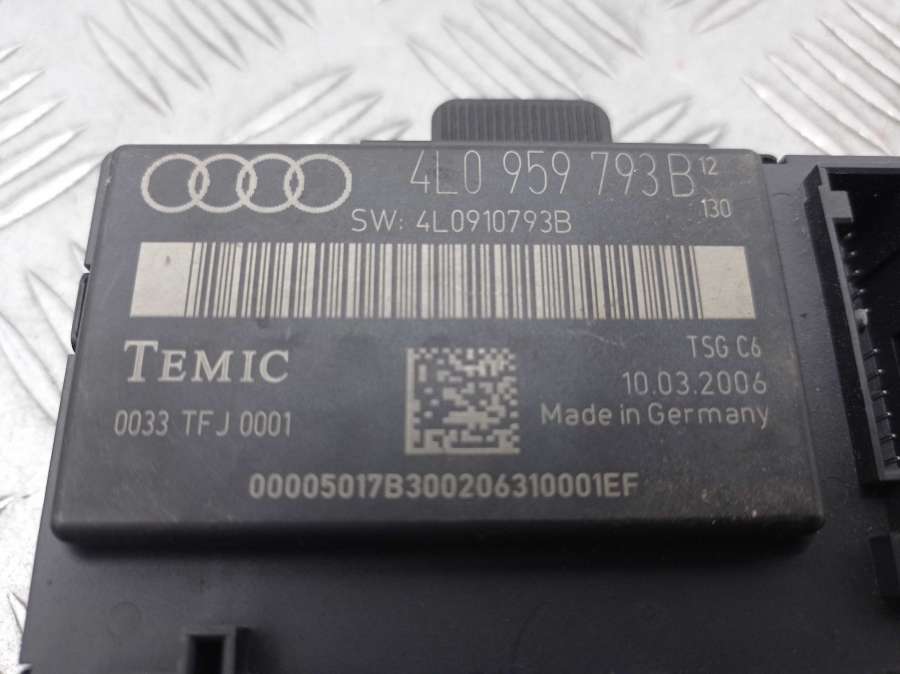 4L0 959 793B 12
130
SW: 4L0910793B
TEMIC
TSG C6
10.03.2006
0033 TFJ 0001
Made in Germany
00005017B300206310001EF